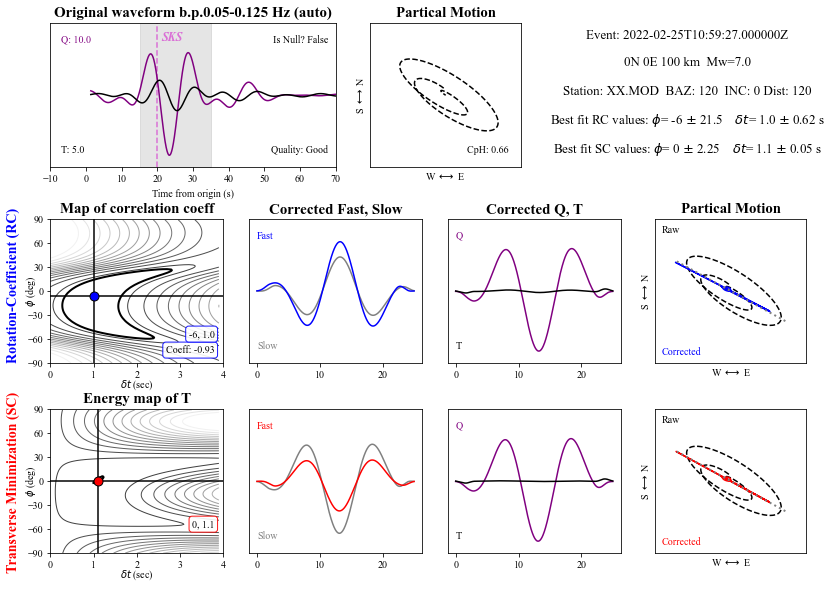 Original waveform b.p.0.05-0.125 Hz (auto)
Q: 10.0
SKS
Is Null? False
T: 5.0
Quality: Good
−10 0 10 20 30 40 50 60 70
Time from origin (s)
Partical Motion
S ⟷ N
CpH: 0.66
W ⟷ E
Event: 2022-02-25T10:59:27.000000Z
0N 0E 100 km Mw=7.0
Station: XX.MOD BAZ: 120 INC: 0 Dist: 120
Best fit RC values: ϕ= -6 ± 21.5 δt= 1.0 ± 0.62 s
Best fit SC values: ϕ= 0 ± 2.25 δt= 1.1 ± 0.05 s
Rotation-Coefficient (RC)
Map of correlation coeff
ϕ (deg)
90
60
30
0
−30
−60
−90
-6, 1.0
Coeff: -0.93
0 1 2 3 4
δt (sec)
Corrected Fast, Slow
Fast
Slow
0 10 20
Corrected Q, T
Q
T
0 10 20
Partical Motion
Raw
S ⟷ N
Corrected
W ⟷ E
Transverse Minimization (SC)
Energy map of T
ϕ (deg)
90
60
30
0
−30
−60
−90
0, 1.1
0 1 2 3 4
δt (sec)
Fast
Slow
0 10 20
Q
T
0 10 20
Raw
S ⟷ N
Corrected
W ⟷ E